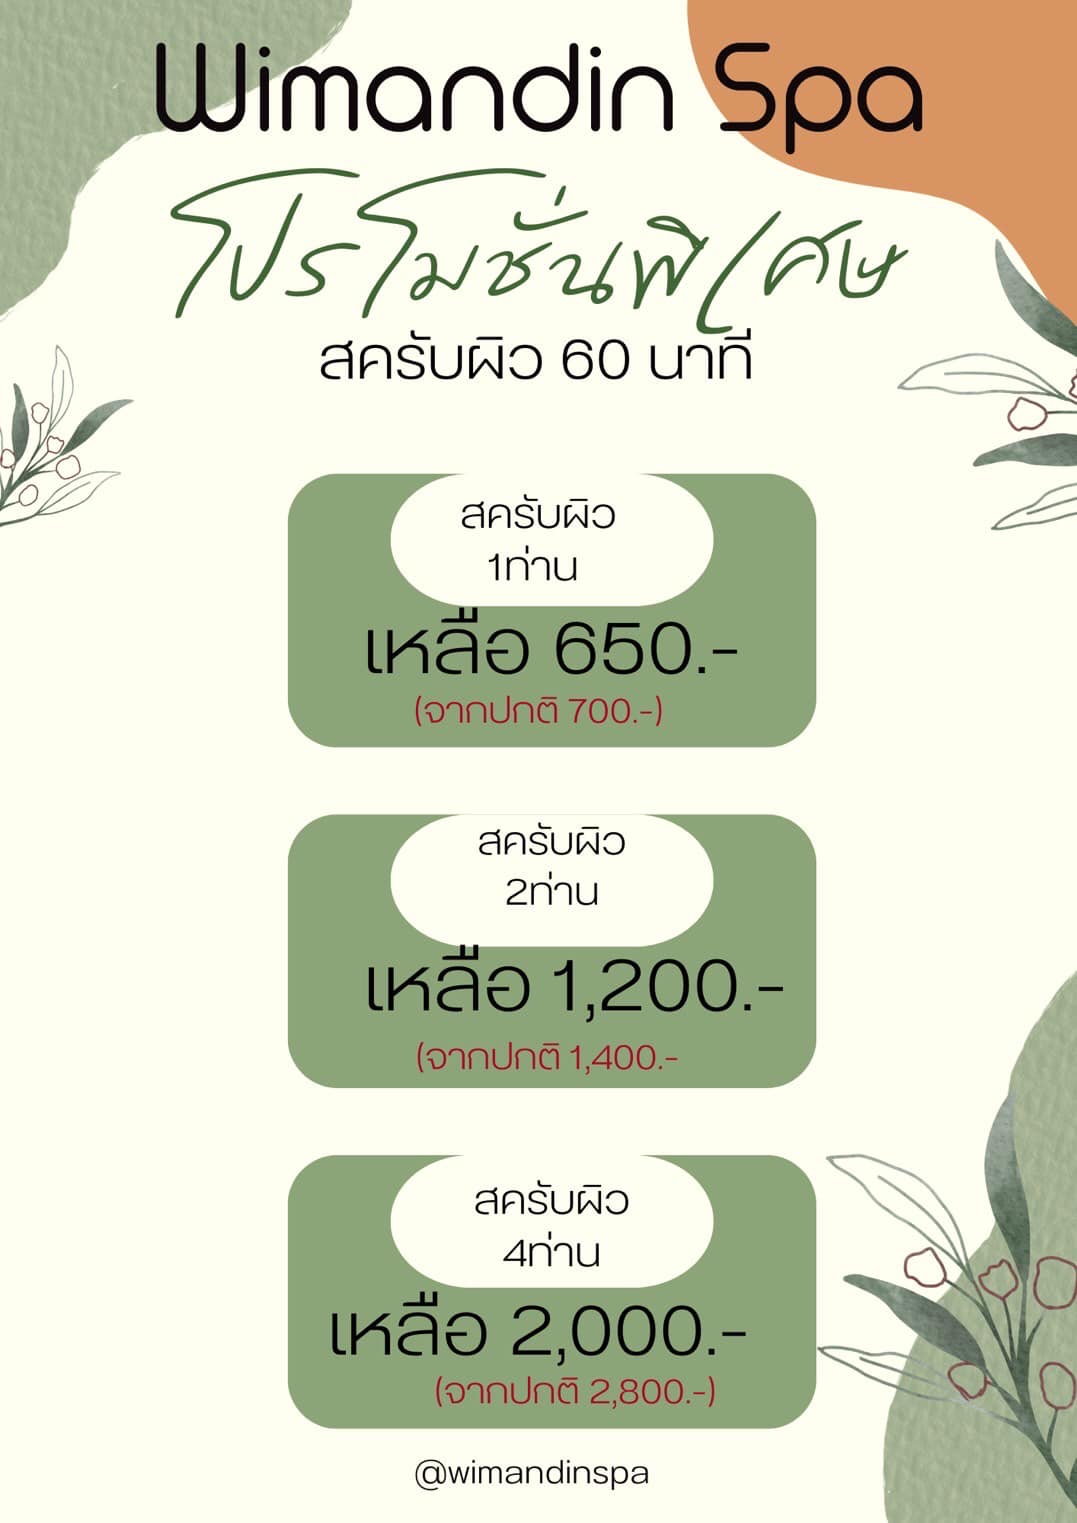 Wimandin Spa
โปรโมชั่นพิเศษ
สครับผิว 60 นาที
สครับผิว
1ท่าน
เหลือ 650.-
(จากปกติ 700.-)
สครับผิว
2ท่าน
เหลือ 1,200.-
(จากปกติ 1,400.-
สครับผิว
4ท่าน
เหลือ 2,000.-
(จากปกติ 2,800.-)
@wimandinspa